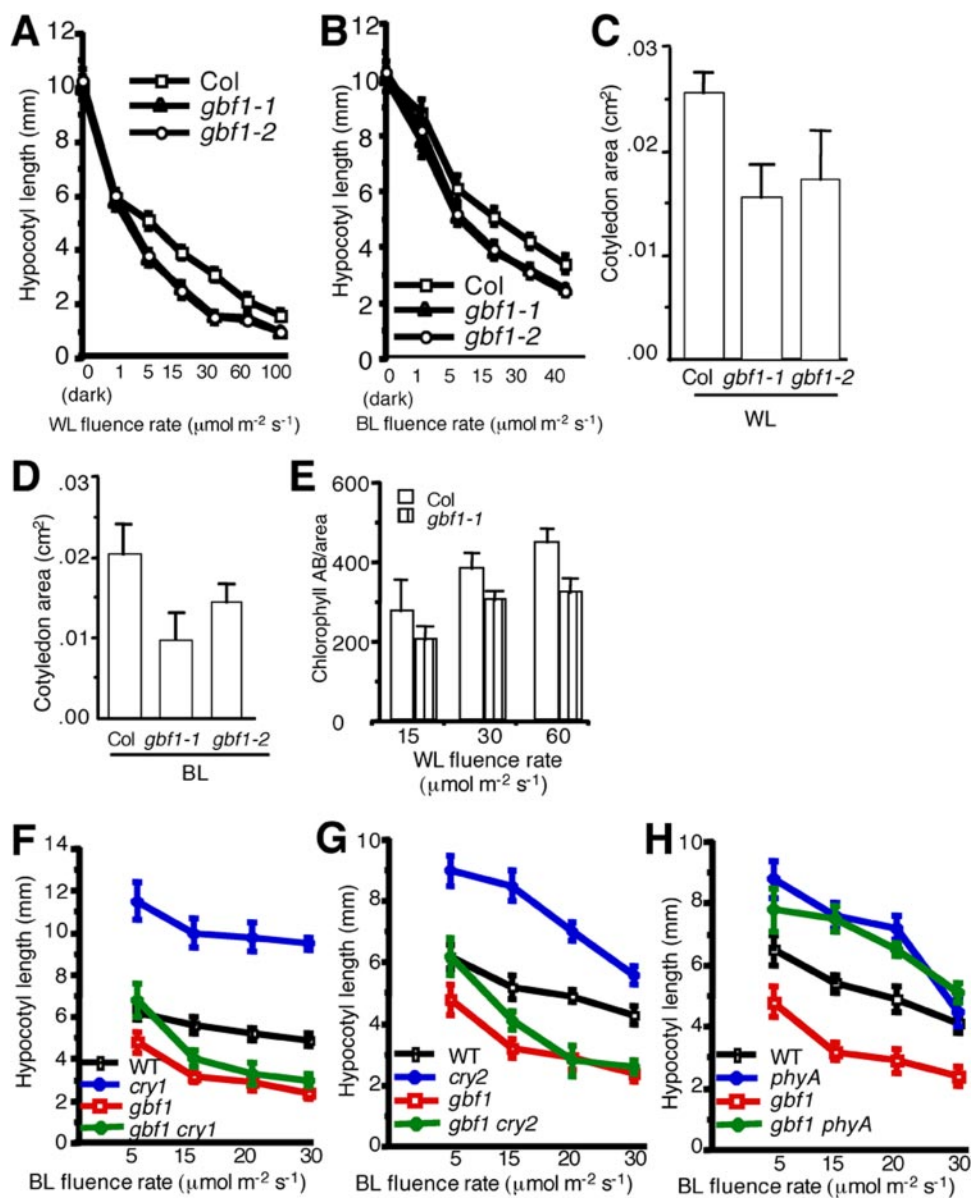 A
12
10
8
6
4
2
0
Hypocotyl length (mm)
Col
gbf1-1
gbf1-2
0 1 5 15 30 60 100
(dark)
WL fluence rate (μmol m-2 s-1)
B
12
10
8
6
4
2
0
Hypocotyl length (mm)
Col
gbf1-1
gbf1-2
0 1 5 15 30 40
(dark)
BL fluence rate (μmol m-2 s-1)
C
.03
.02
.01
.00
Cotyledon area (cm2)
Col gbf1-1 gbf1-2
WL
D
.03
.02
.01
.00
Cotyledon area (cm2)
Col gbf1-1 gbf1-2
BL
E
600
400
200
0
Chlorophyll AB/area
Col
gbf1-1
15 30 60
WL fluence rate
(μmol m-2 s-1)
F
14
12
10
8
6
4
2
0
Hypocotyl length (mm)
WT
cry1
gbf1
gbf1 cry1
5 15 20 30
BL fluence rate (μmol m-2 s-1)
G
10
8
6
4
2
0
Hypocotyl length (mm)
WT
cry2
gbf1
gbf1 cry2
5 15 20 30
BL fluence rate (μmol m-2 s-1)
H
10
8
6
4
2
0
Hypocotyl length (mm)
WT
phyA
gbf1
gbf1 phyA
5 15 20 30
BL fluence rate (μmol m-2 s-1)